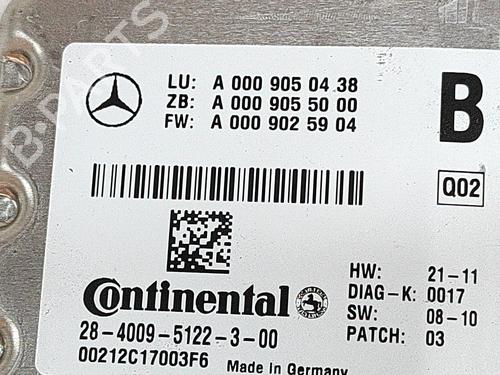 LU: A 000 905 04 38
ZB: A 000 905 50 00
FW: A 000 902 59 04
B
Q02
Continental
28-4009-5122-3-00
00212C17003F6
Made in Germany
HW: 21-11
DIAG-K: 0017
SW: 08-10
PATCH: 03
B-PARTS